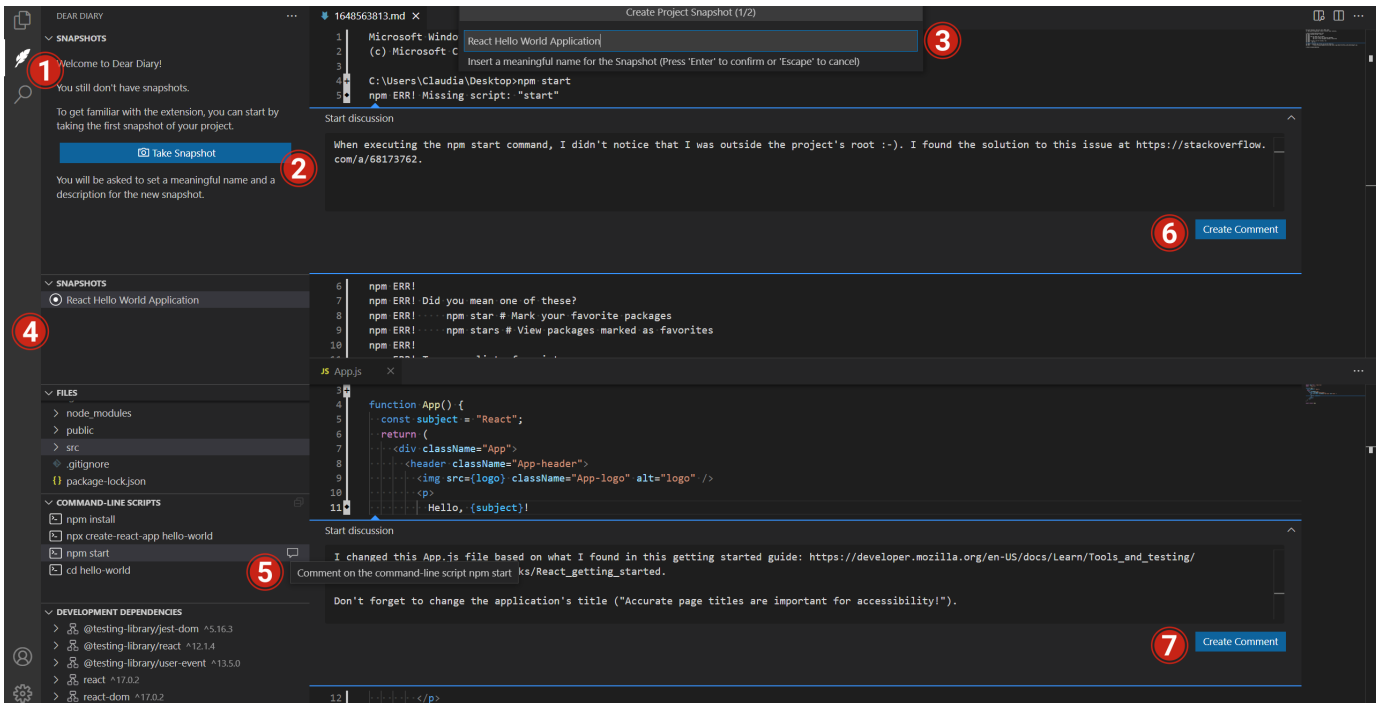 DEAR DIARY
SNAPSHOTS
1
Welcome to Dear Diary!
You still don't have snapshots.
To get familiar with the extension, you can start by
taking the first snapshot of your project.
Take Snapshot
2
You will be asked to set a meaningful name and a
description for the new snapshot.
SNAPSHOTS
React Hello World Application
4
FILES
node_modules
public
src
.gitignore
{} package-lock.json
COMMAND-LINE SCRIPTS
npm install
npx create-react-app hello-world
npm start
cd hello-world
5
Comment on the command-line script npm start
DEVELOPMENT DEPENDENCIES
@testing-library/jest-dom ^5.16.3
@testing-library/react ^12.1.4
@testing-library/user-event ^13.5.0
react ^17.0.2
react-dom ^17.0.2
1648563813.md
Create Project Snapshot (1/2)
React Hello World Application
Insert a meaningful name for the Snapshot (Press 'Enter' to confirm or 'Escape' to cancel)
3
1 Microsoft Windo
2 (c) Microsoft C
3
4 C:\Users\Claudia\Desktop>npm start
5 npm ERR! Missing script: "start"
Start discussion
When executing the npm start command, I didn't notice that I was outside the project's root :-). I found the solution to this issue at https://stackoverflow.
com/a/68173762.
6
Create Comment
6 npm ERR!
7 npm ERR! Did you mean one of these?
8 npm ERR!     npm star # Mark your favorite packages
9 npm ERR!     npm stars # View packages marked as favorites
10 npm ERR!
JS App.js
3
4 function App() {
5 const subject = "React";
6 return (
7 <div className="App">
8 <header className="App-header">
9 <img src={logo} className="App-logo" alt="logo" />
10 <p>
11 Hello, {subject}!
Start discussion
I changed this App.js file based on what I found in this getting started guide: https://developer.mozilla.org/en-US/docs/Learn/Tools_and_testing/
ks/React_getting_started.
Don't forget to change the application's title ("Accurate page titles are important for accessibility!").
7
Create Comment
12 </p>